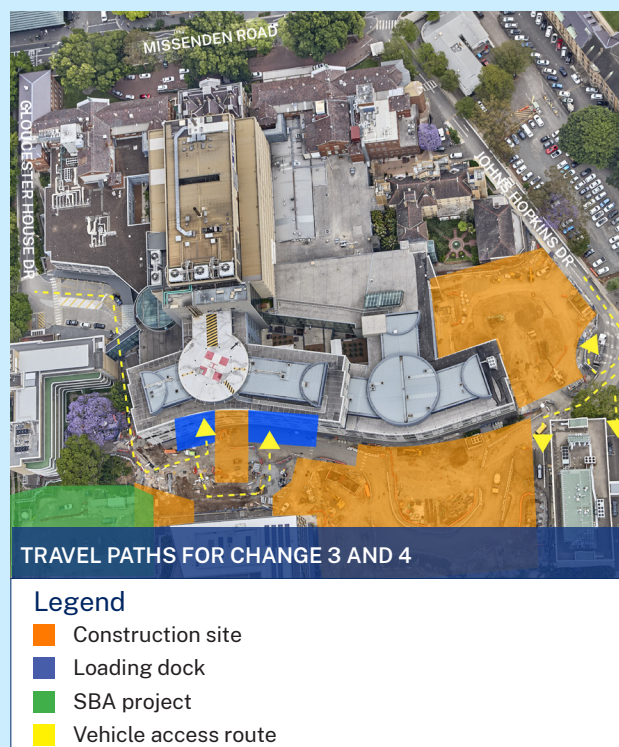 MISSENDEN ROAD
GLOUCESTER HOUSE DR
JOHNS HOPKINS DR
TRAVEL PATHS FOR CHANGE 3 AND 4
Legend
Construction site
Loading dock
SBA project
Vehicle access route